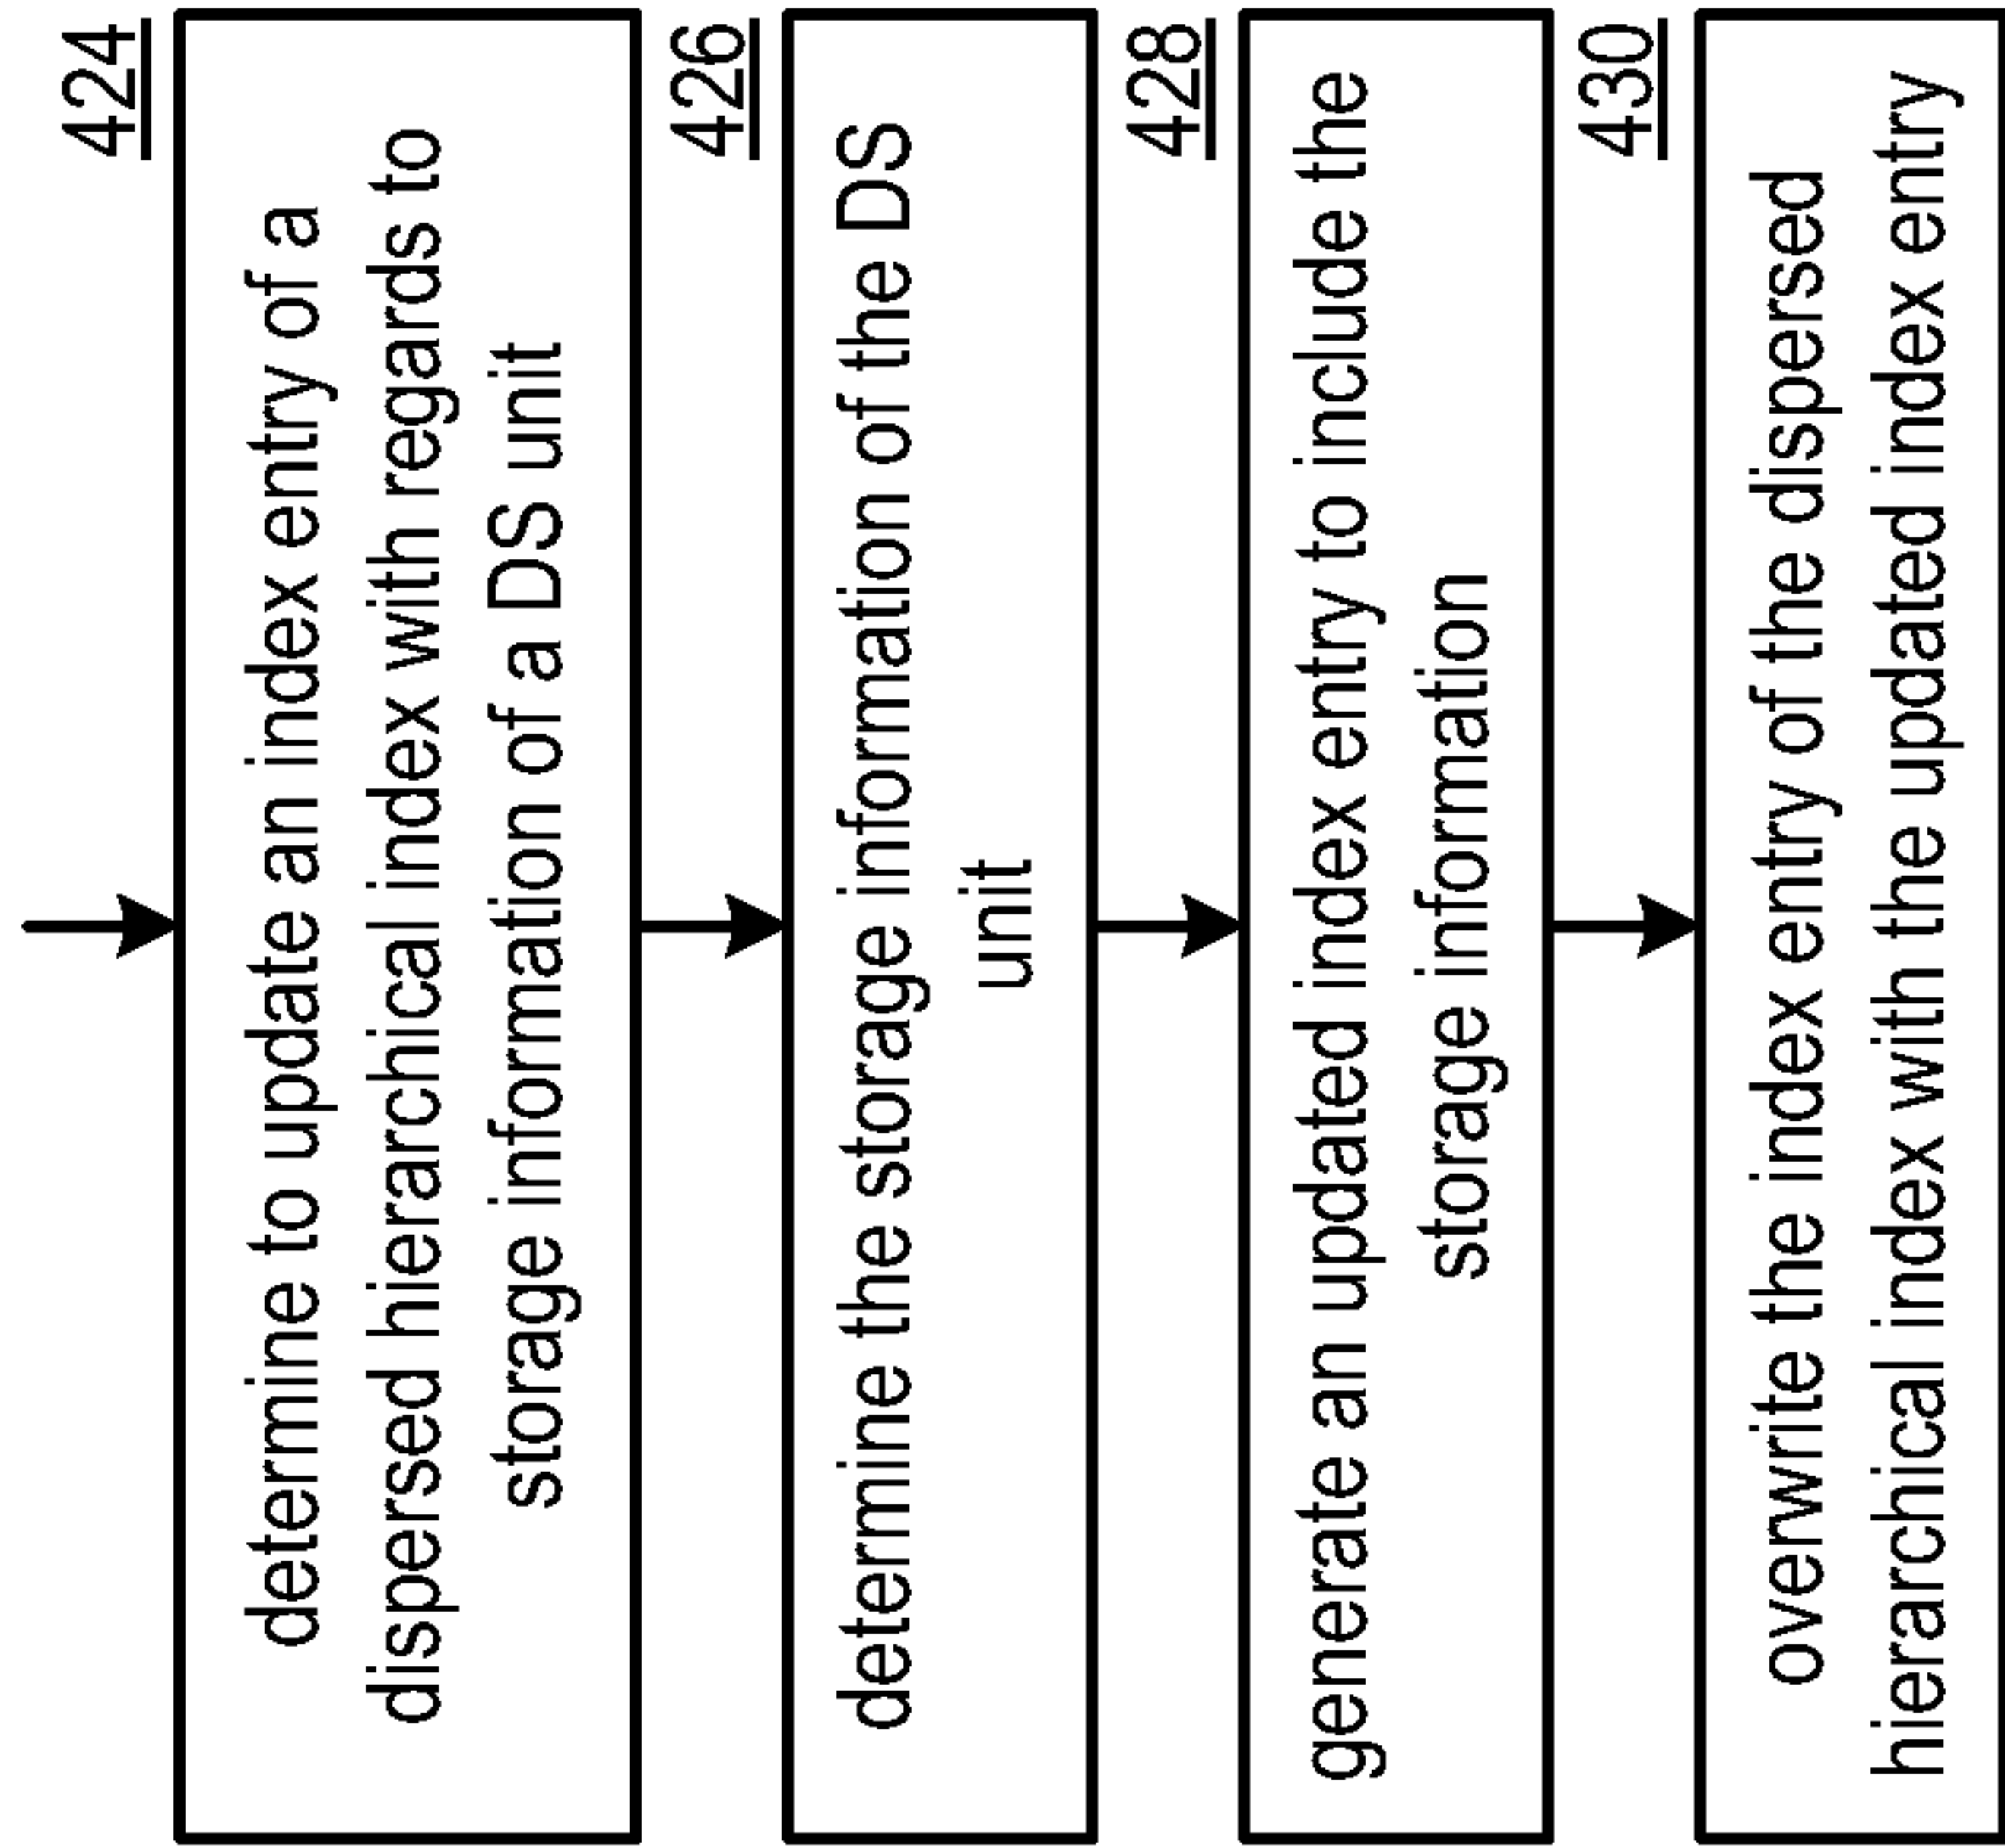 424
determine to update an index entry of a
dispersed hierarchical index with regards to
storage information of a DS unit
426
determine the storage information of the DS
unit
428
generate an updated index entry to include the
storage information
430
overwrite the index entry of the dispersed
hierarchical index with the updated index entry